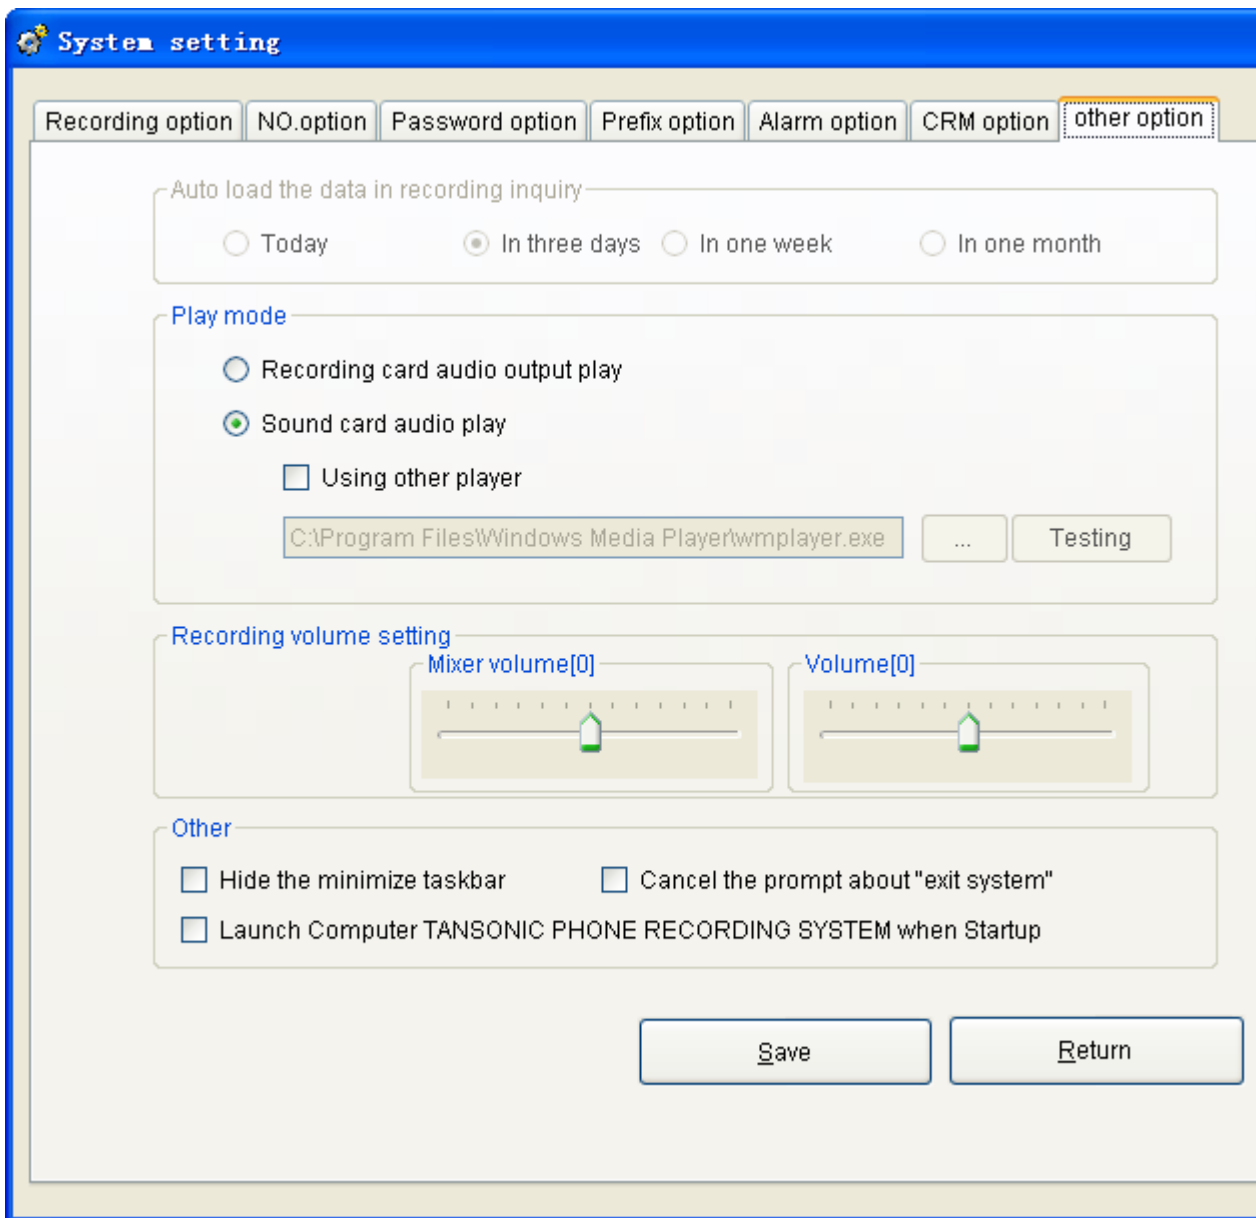 System setting
Recording option NO.option Password option Prefix option Alarm option CRM option other option
Auto load the data in recording inquiry
Today In three days In one week In one month
Play mode
Recording card audio output play
Sound card audio play
Using other player
C:\Program Files\Windows Media Player\wmplayer.exe ... Testing
Recording volume setting
Mixer volume[0] Volume[0]
Other
Hide the minimize taskbar Cancel the prompt about "exit system"
Launch Computer TANSONIC PHONE RECORDING SYSTEM when Startup
Save Return